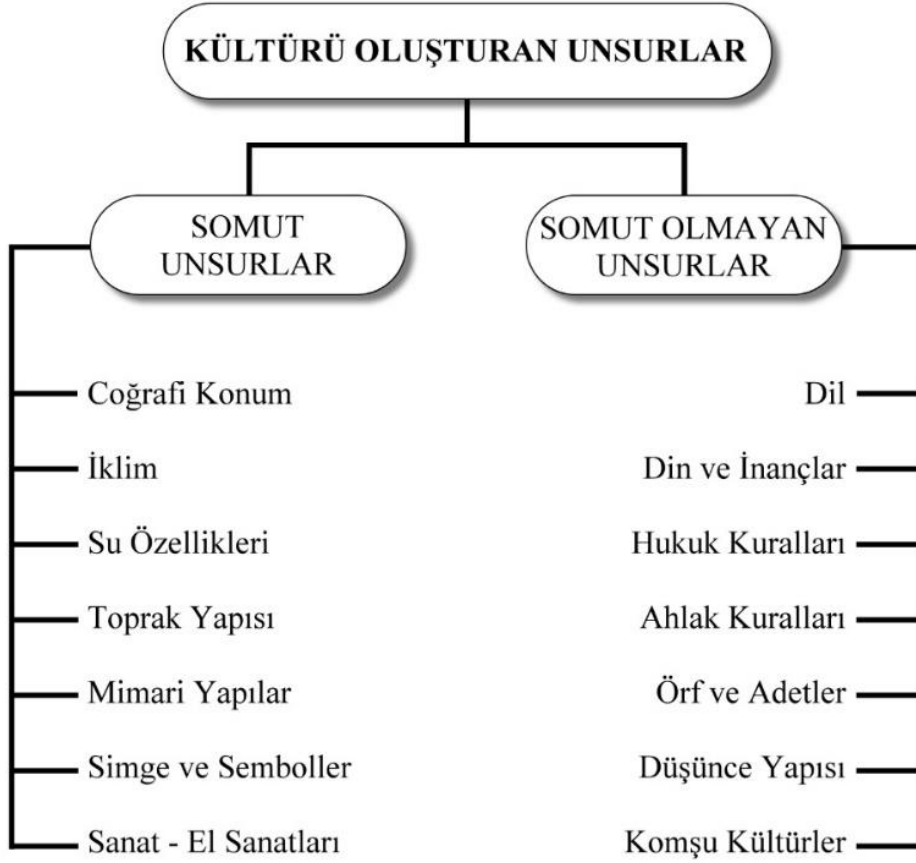 KÜLTÜRÜ OLUŞTURAN UNSURLAR
SOMUT
UNSURLAR
Coğrafi Konum
İklim
Su Özellikleri
Toprak Yapısı
Mimari Yapılar
Simge ve Semboller
Sanat - El Sanatları
SOMUT OLMAYAN
UNSURLAR
Dil
Din ve İnançlar
Hukuk Kuralları
Ahlak Kuralları
Örf ve Adetler
Düşünce Yapısı
Komşu Kültürler